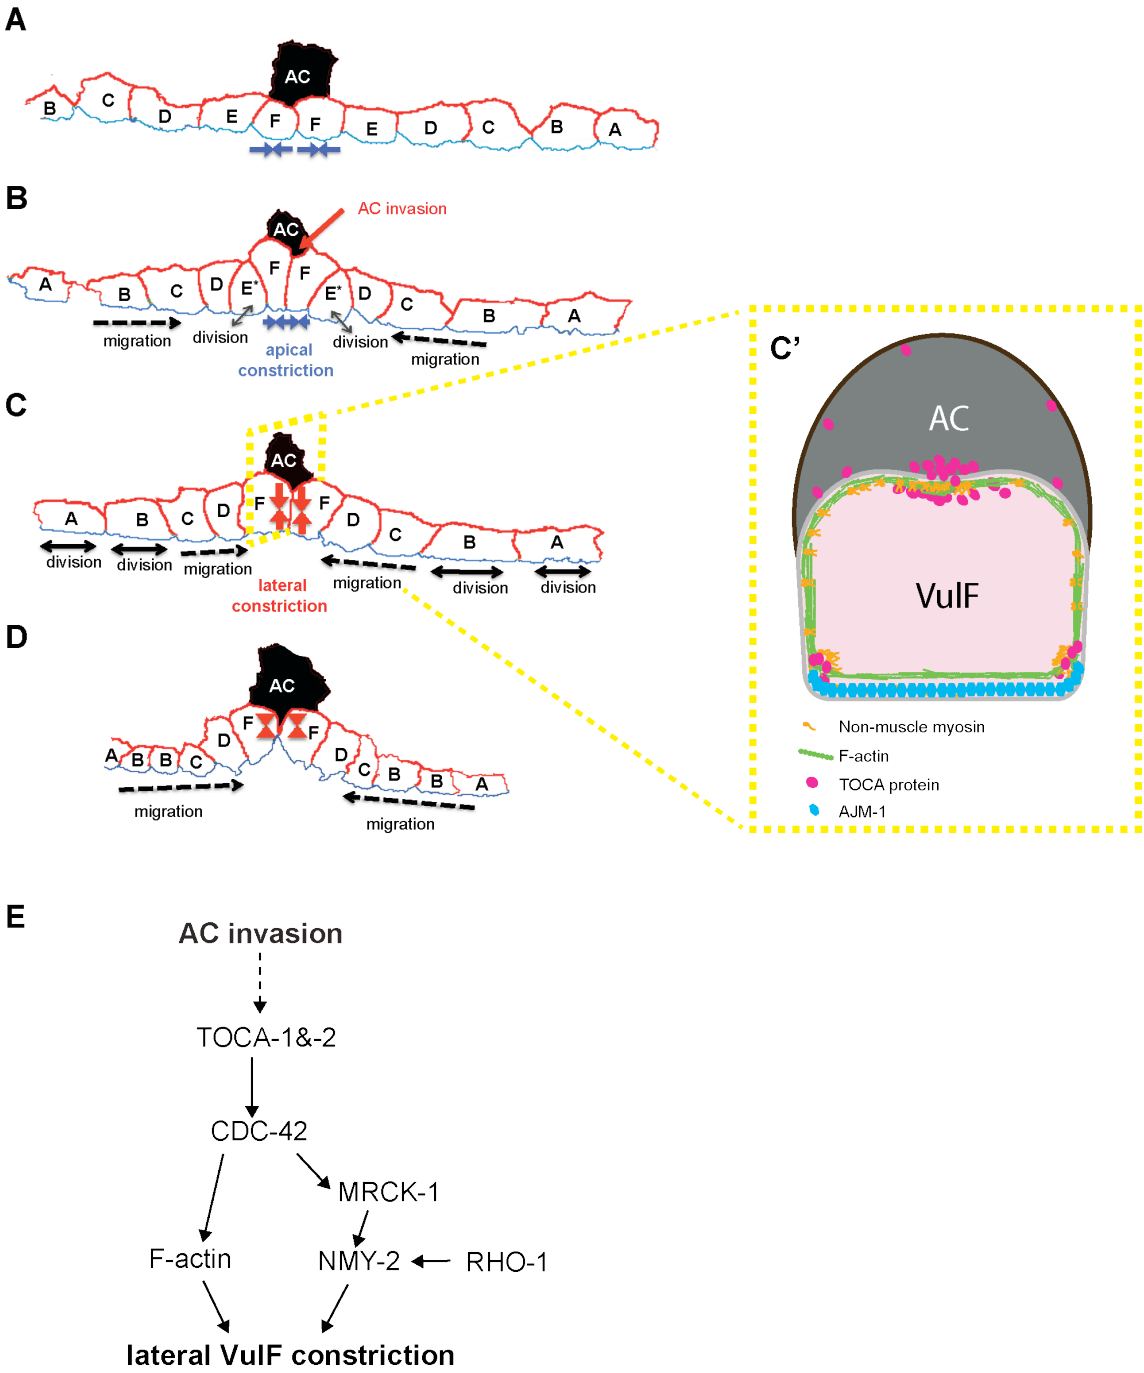 A
AC
B C D E F F E D C B A
B
AC invasion
AC
A B C D E* F F E* D C B A
migration division apical constriction division migration
C
AC
A B C D F F D C B A
division division migration lateral constriction migration division division
D
AC
A B B C D F F D C B B A
migration migration
C’
AC
VulF
Non-muscle myosin
F-actin
TOCA protein
AJM-1
E
AC invasion
TOCA-1&-2
CDC-42
MRCK-1
F-actin NMY-2 RHO-1
lateral VulF constriction